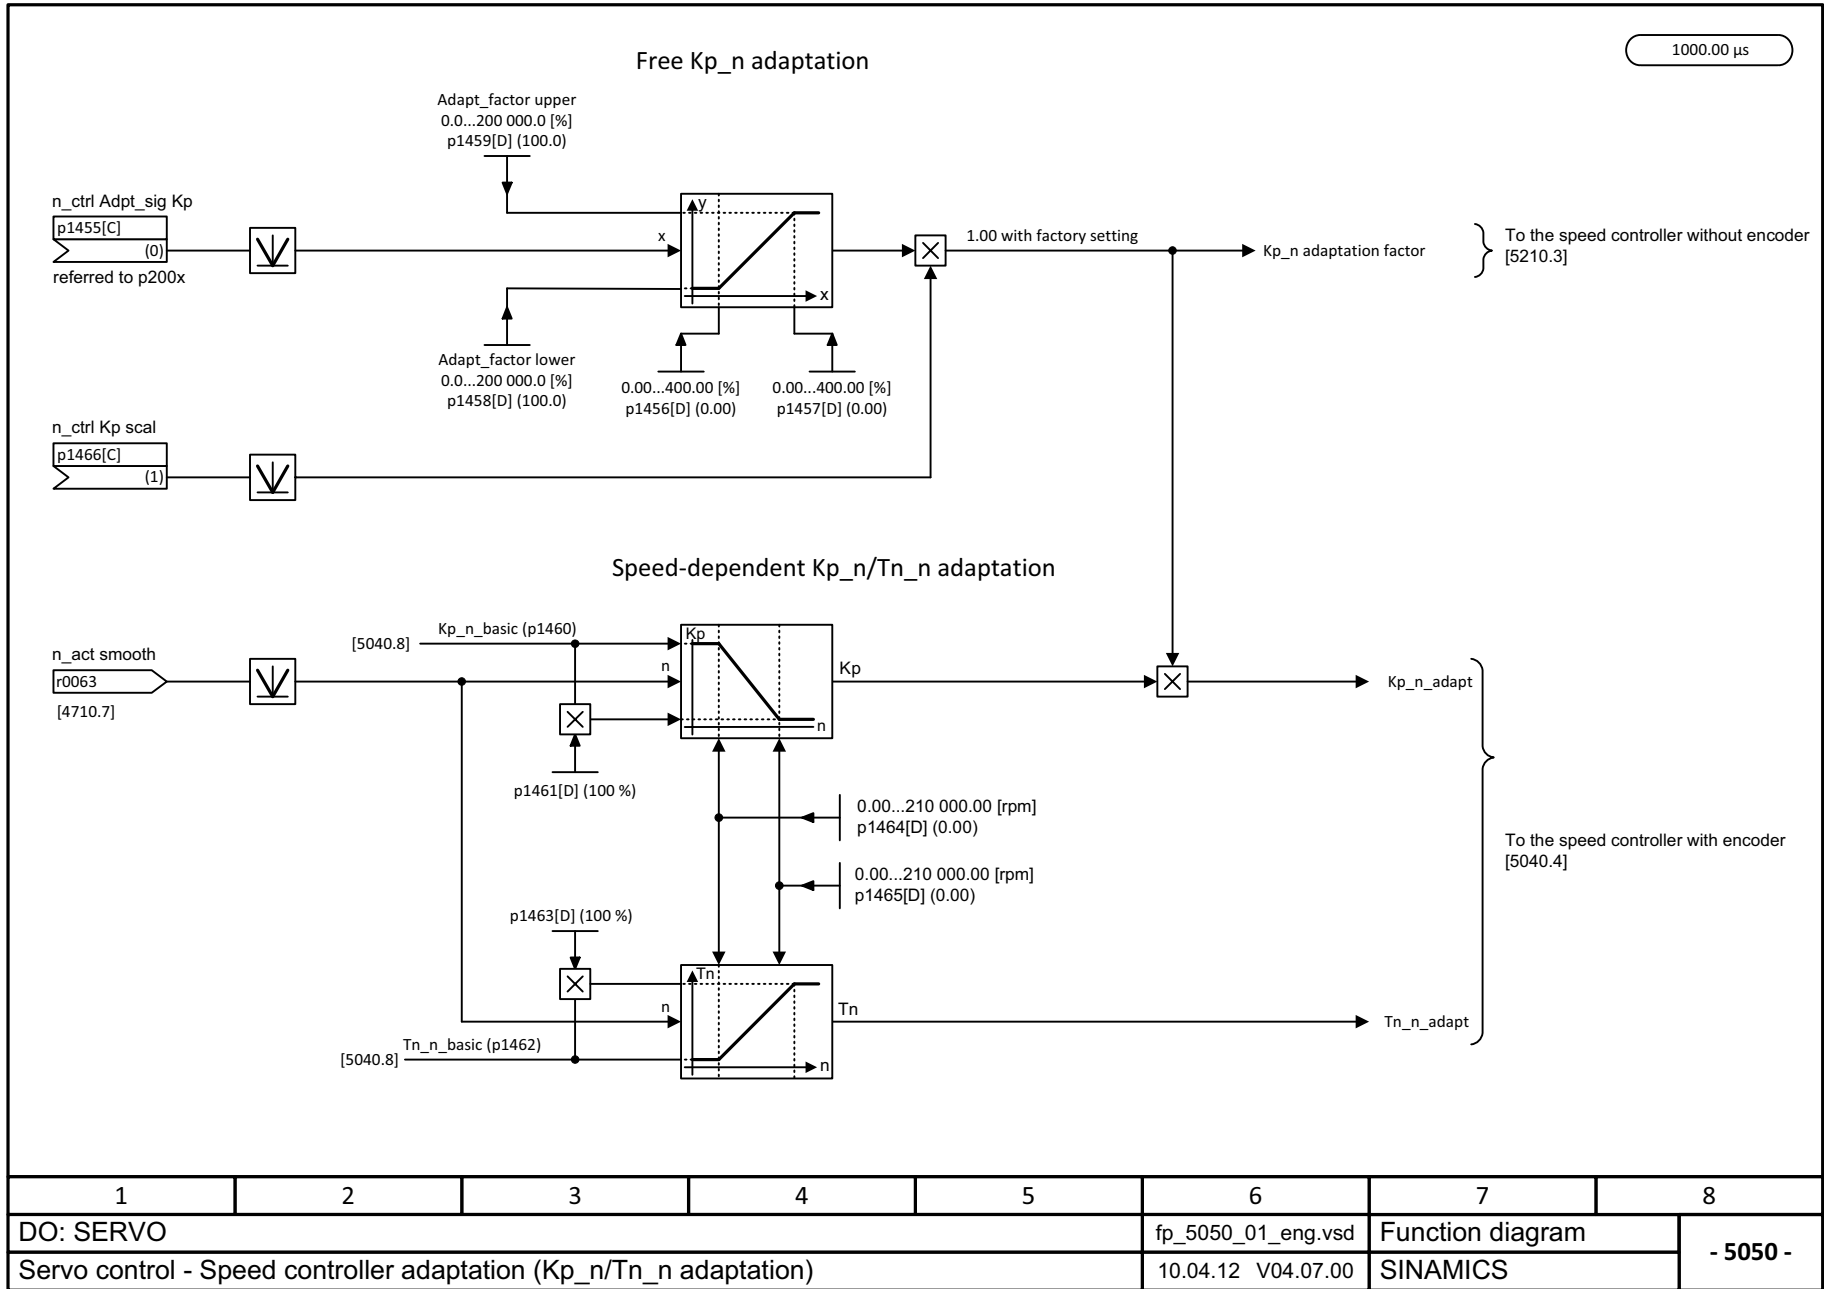 Free Kp_n adaptation
1000.00 µs
Adapt_factor upper
0.0...200 000.0 [%]
p1459[D] (100.0)
n_ctrl Adpt_sig Kp
p1455[C]
(0)
referred to p200x
y
x
x
1.00 with factory setting
Kp_n adaptation factor
To the speed controller without encoder
[5210.3]
Adapt_factor lower
0.0...200 000.0 [%]
p1458[D] (100.0)
0.00...400.00 [%]
p1456[D] (0.00)
0.00...400.00 [%]
p1457[D] (0.00)
n_ctrl Kp scal
p1466[C]
(1)
Speed-dependent Kp_n/Tn_n adaptation
n_act smooth
r0063
[4710.7]
[5040.8]
Kp_n_basic (p1460)
Kp
n
n
Kp
Kp_n_adapt
p1461[D] (100 %)
0.00...210 000.00 [rpm]
p1464[D] (0.00)
0.00...210 000.00 [rpm]
p1465[D] (0.00)
To the speed controller with encoder
[5040.4]
p1463[D] (100 %)
Tn
n
n
Tn
Tn_n_adapt
[5040.8]
Tn_n_basic (p1462)
1 2 3 4 5 6 7 8
DO: SERVO
fp_5050_01_eng.vsd
Function diagram
- 5050 -
Servo control - Speed controller adaptation (Kp_n/Tn_n adaptation)
10.04.12 V04.07.00
SINAMICS